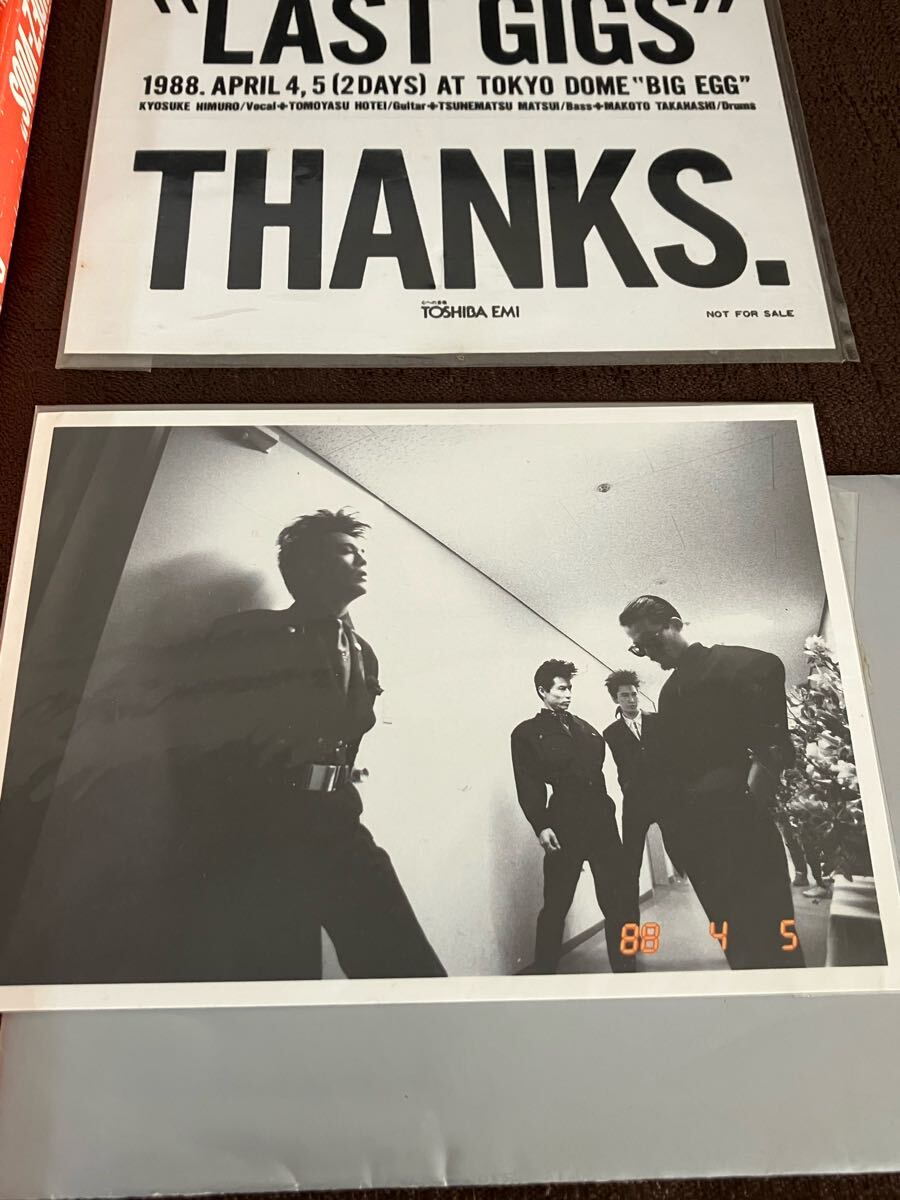 "LAST GIGS"
1988. APRIL 4, 5 (2DAYS) AT TOKYO DOME "BIG EGG"
KYOSUKE HIMURO/Vocal+TOMOYASU HOTEI/Guitar+TSUNEMATSU MATSUI/Bass+MAKOTO TAKAHASHI/Drums
THANKS.
TOSHIBA EMI
NOT FOR SALE
88 4 5